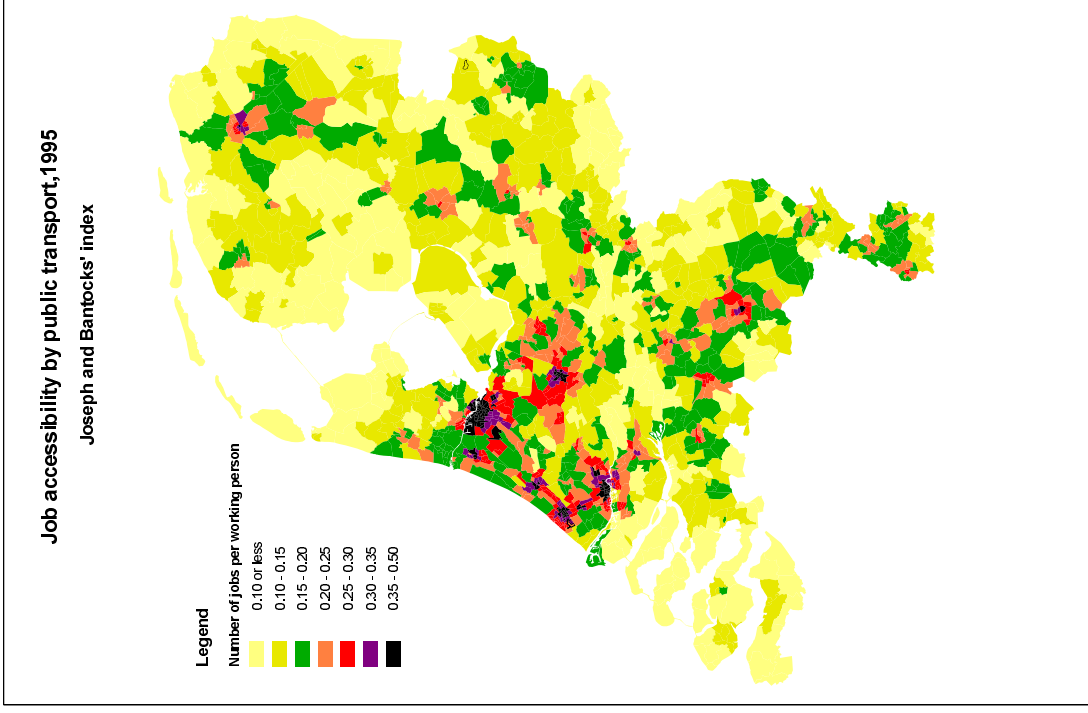 Job accessibility by public transport,1995
Joseph and Bantocks' index
Legend
Number of jobs per working person
0.10 or less
0.10 - 0.15
0.15 - 0.20
0.20 - 0.25
0.25 - 0.30
0.30 - 0.35
0.35 - 0.50